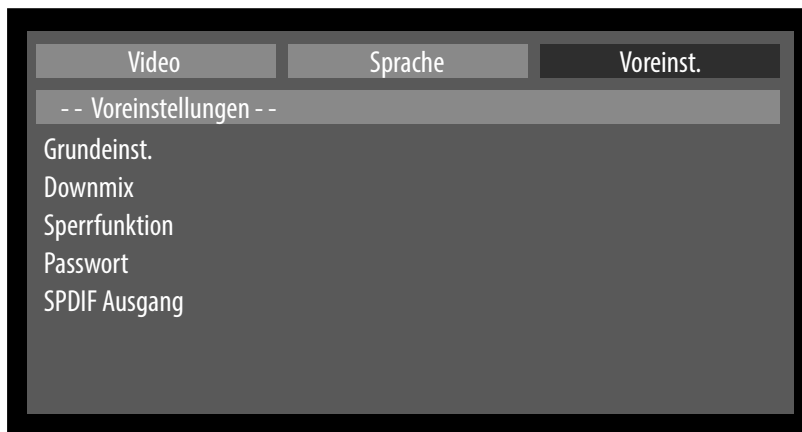 Video Sprache Voreinst.
- - Voreinstellungen - -
Grundeinst.
Downmix
Sperrfunktion
Passwort
SPDIF Ausgang